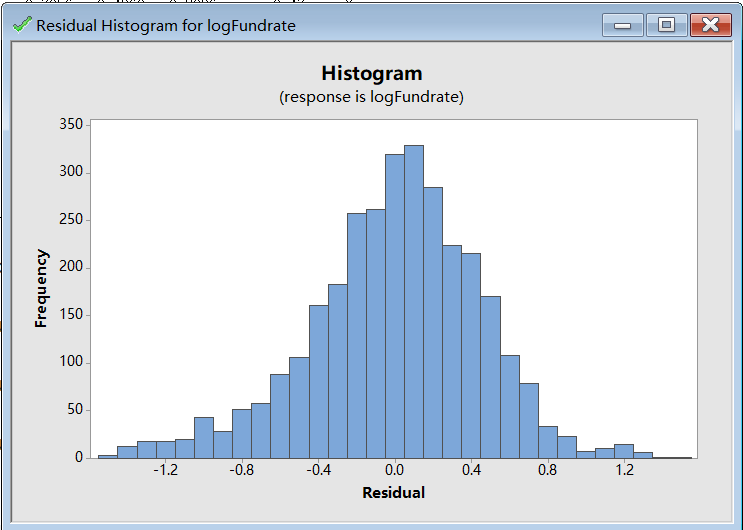 Residual Histogram for logFundrate
Histogram
(response is logFundrate)
350
300
250
200
150
100
50
0
Frequency
-1.2 -0.8 -0.4 0.0 0.4 0.8 1.2
Residual